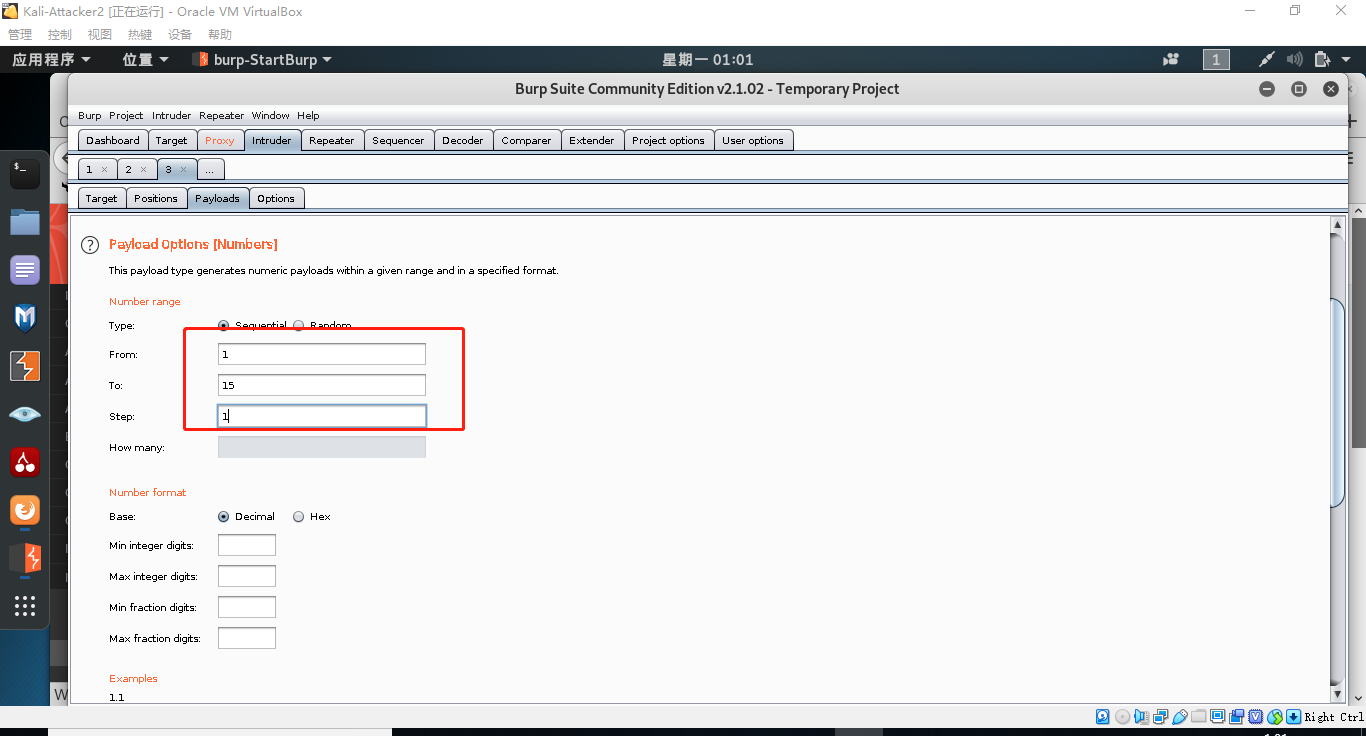 Kali-Attacker2 [正在运行] - Oracle VM VirtualBox
管理 控制 视图 热键 设备 帮助
应用程序 位置 burp-StartBurp 星期一 01:01 1
Burp Suite Community Edition v2.1.02 - Temporary Project
Burp Project Intruder Repeater Window Help
Dashboard Target Proxy Intruder Repeater Sequencer Decoder Comparer Extender Project options User options
1 × 2 × 3 × ...
Target Positions Payloads Options
? Payload Options [Numbers]
This payload type generates numeric payloads within a given range and in a specified format.
Number range
Type: Sequential Random
From: 1
To: 15
Step: 1
How many:
Number format
Base: Decimal Hex
Min integer digits:
Max integer digits:
Min fraction digits:
Max fraction digits:
Examples
1.1
Right Ctrl